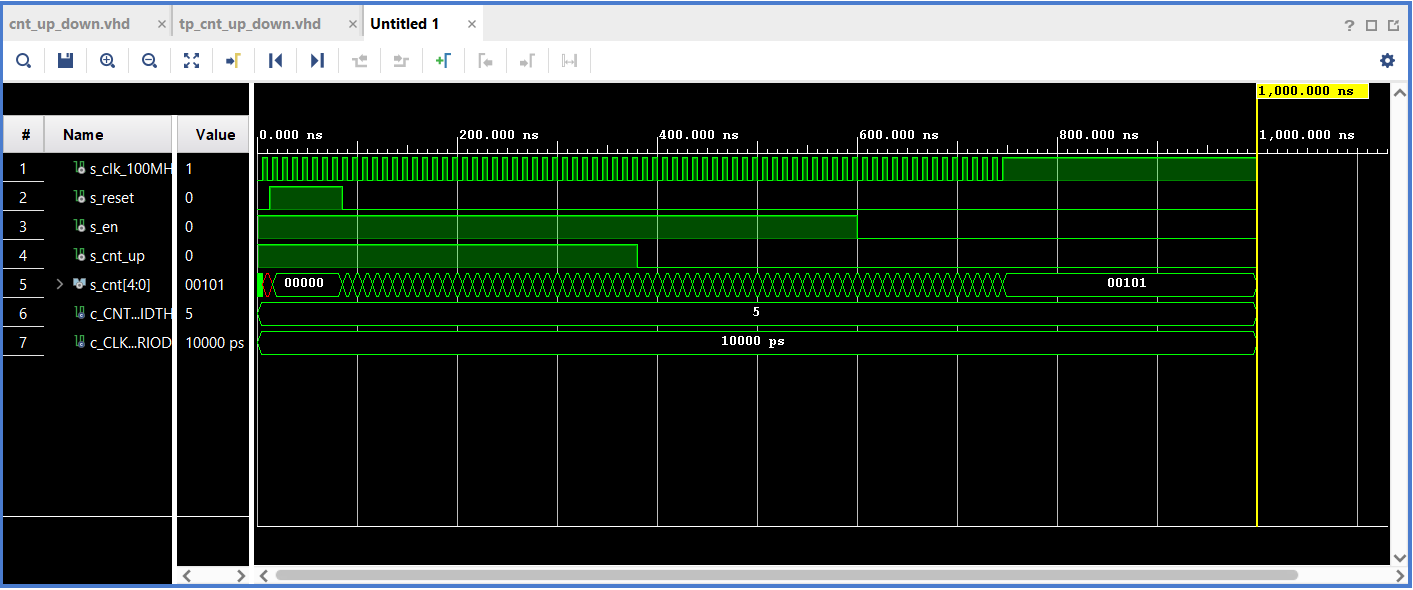 cnt_up_down.vhd × tp_cnt_up_down.vhd × Untitled 1 × ?
1,000.000 ns
# Name Value 0.000 ns 200.000 ns 400.000 ns 600.000 ns 800.000 ns 1,000.000 ns
1 s_clk_100MH 1
2 s_reset 0
3 s_en 0
4 s_cnt_up 0
5 s_cnt[4:0] 00101 00000 00101
6 c_CNT...IDTH 5 5
7 c_CLK...RIOD 10000 ps 10000 ps